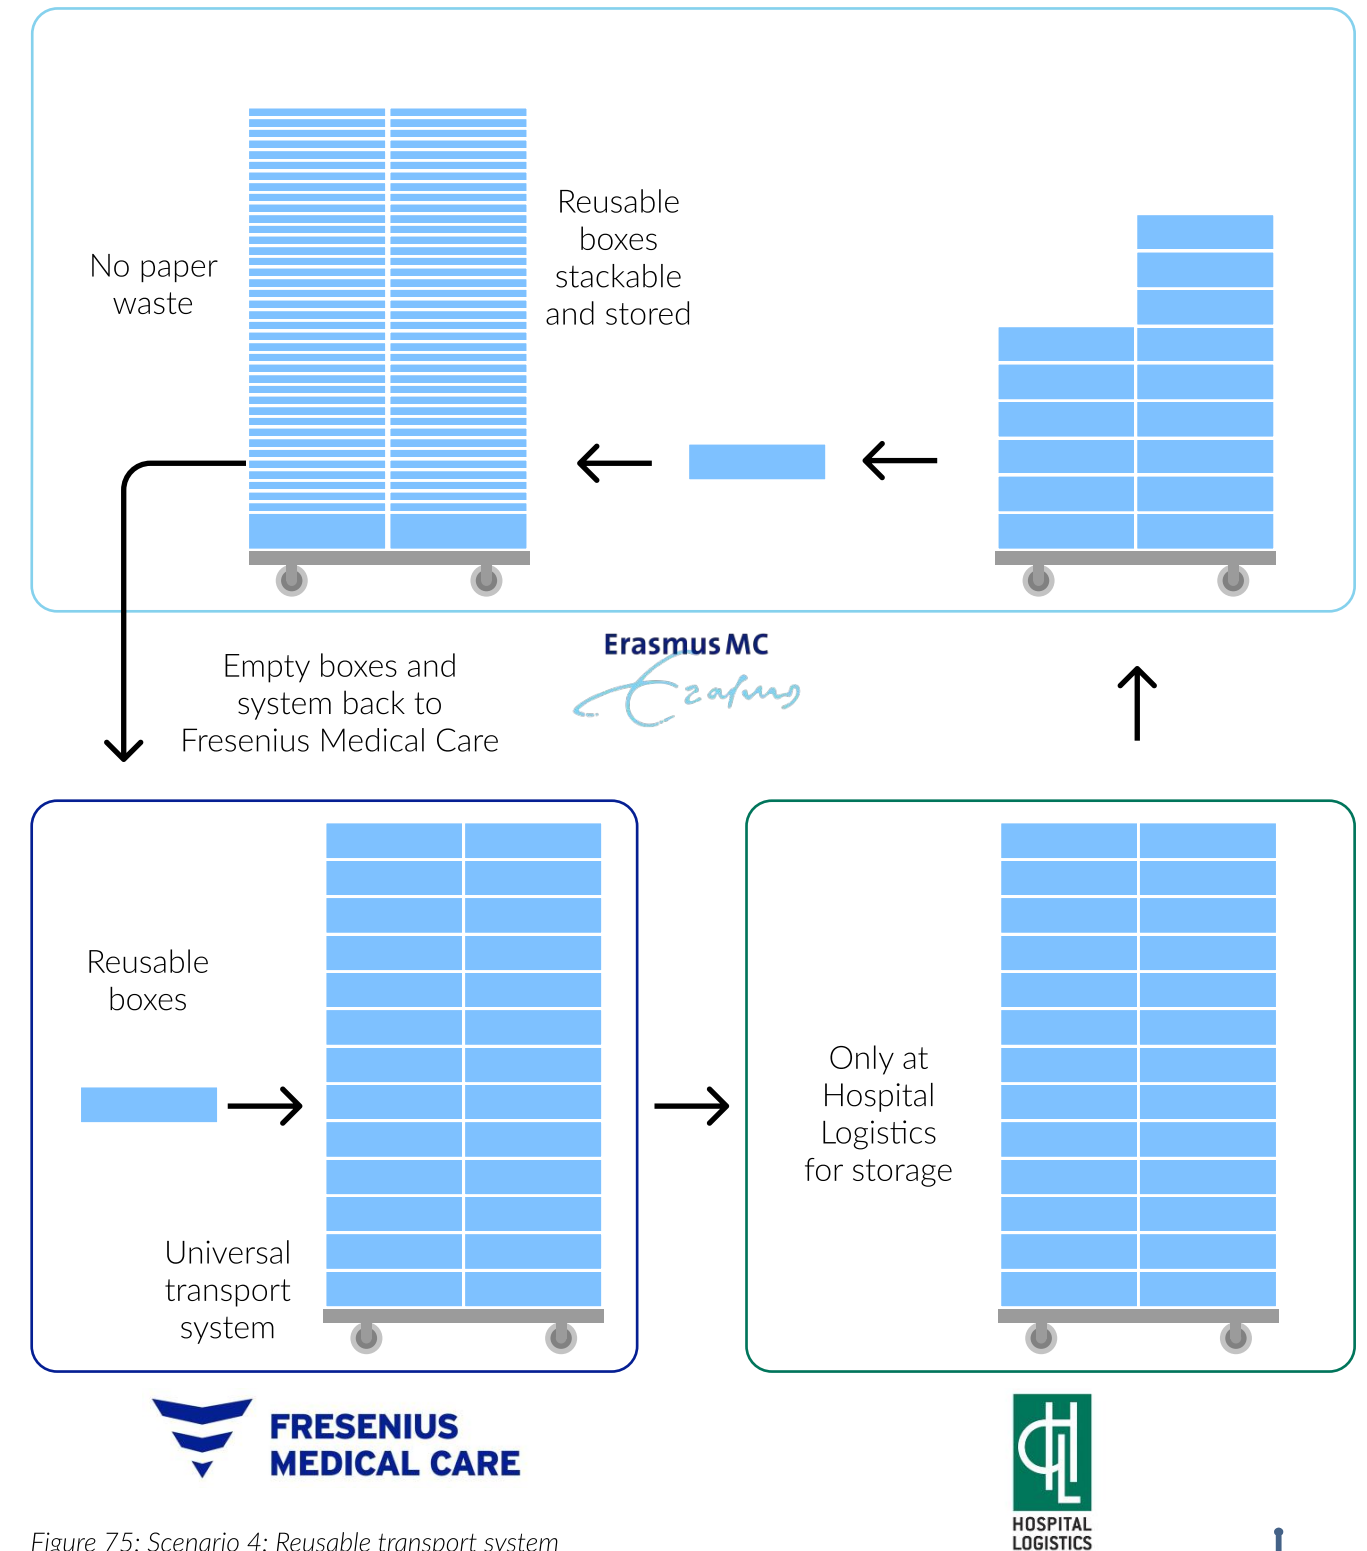 No paper
waste
Reusable
boxes
stackable
and stored
Erasmus MC
Erasmus
Empty boxes and
system back to
Fresenius Medical Care
Reusable
boxes
Universal
transport
system
Only at
Hospital
Logistics
for storage
FRESENIUS
MEDICAL CARE
HL
HOSPITAL
LOGISTICS
Figure 75: Scenario 4: Reusable transport system